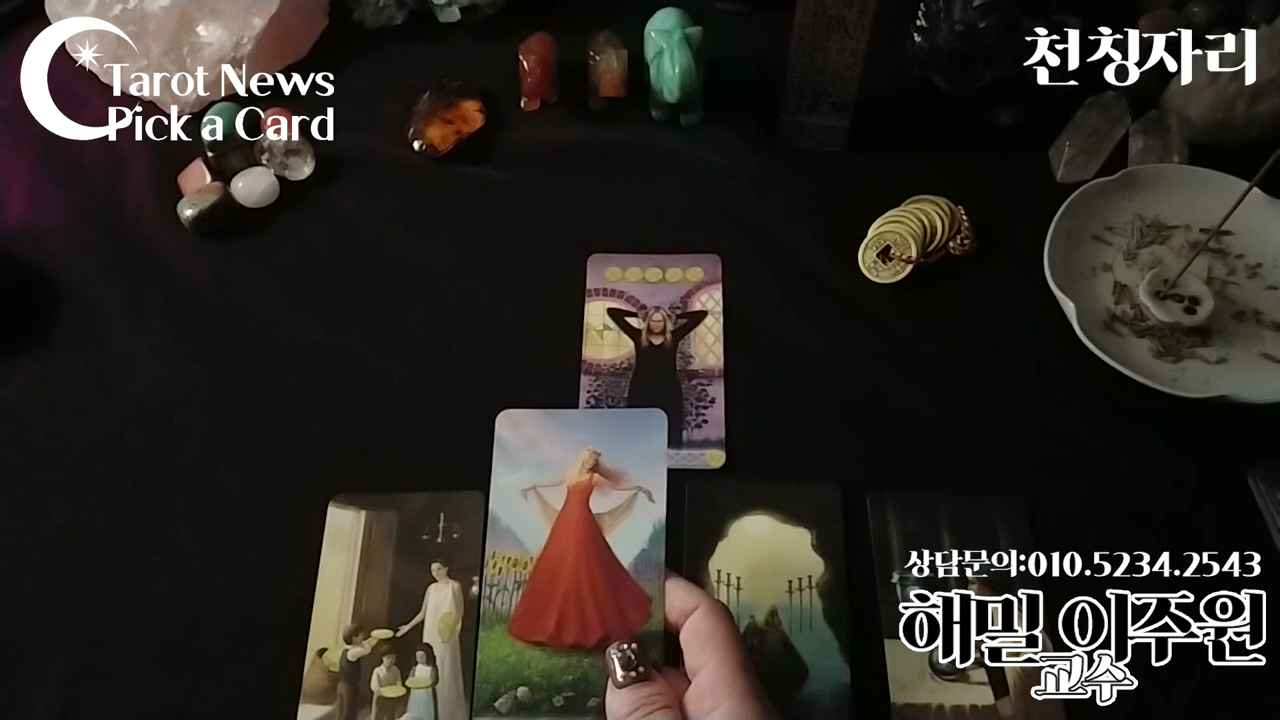 Tarot News
Pick a Card
천칭자리
상담문의:010.5234.2543
해밀 이주원
교수